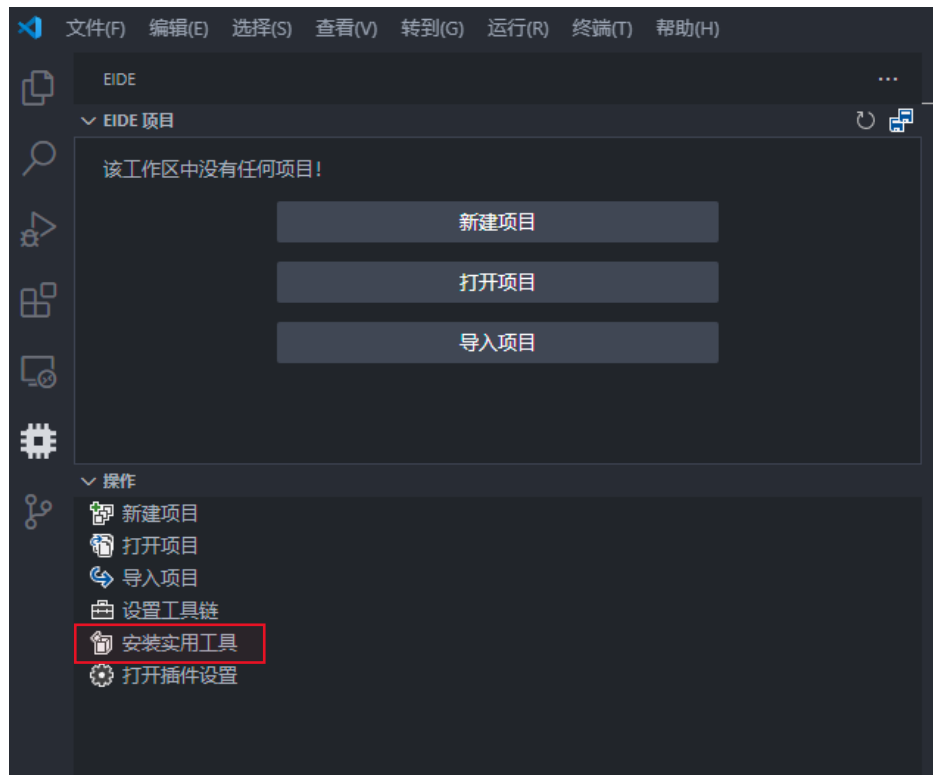 文件(F) 编辑(E) 选择(S) 查看(V) 转到(G) 运行(R) 终端(T) 帮助(H)
EIDE
EIDE 项目
该工作区中没有任何项目!
新建项目
打开项目
导入项目
操作
新建项目
打开项目
导入项目
设置工具链
安装实用工具
打开插件设置